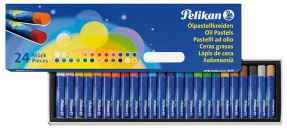 Pelikan
Ölpastellkreiden
Oil Pastels
Pastelli ad olio
Ceras grasas
Lápis de cera
Λαδοπαστέλ
24 Stück
Pieces